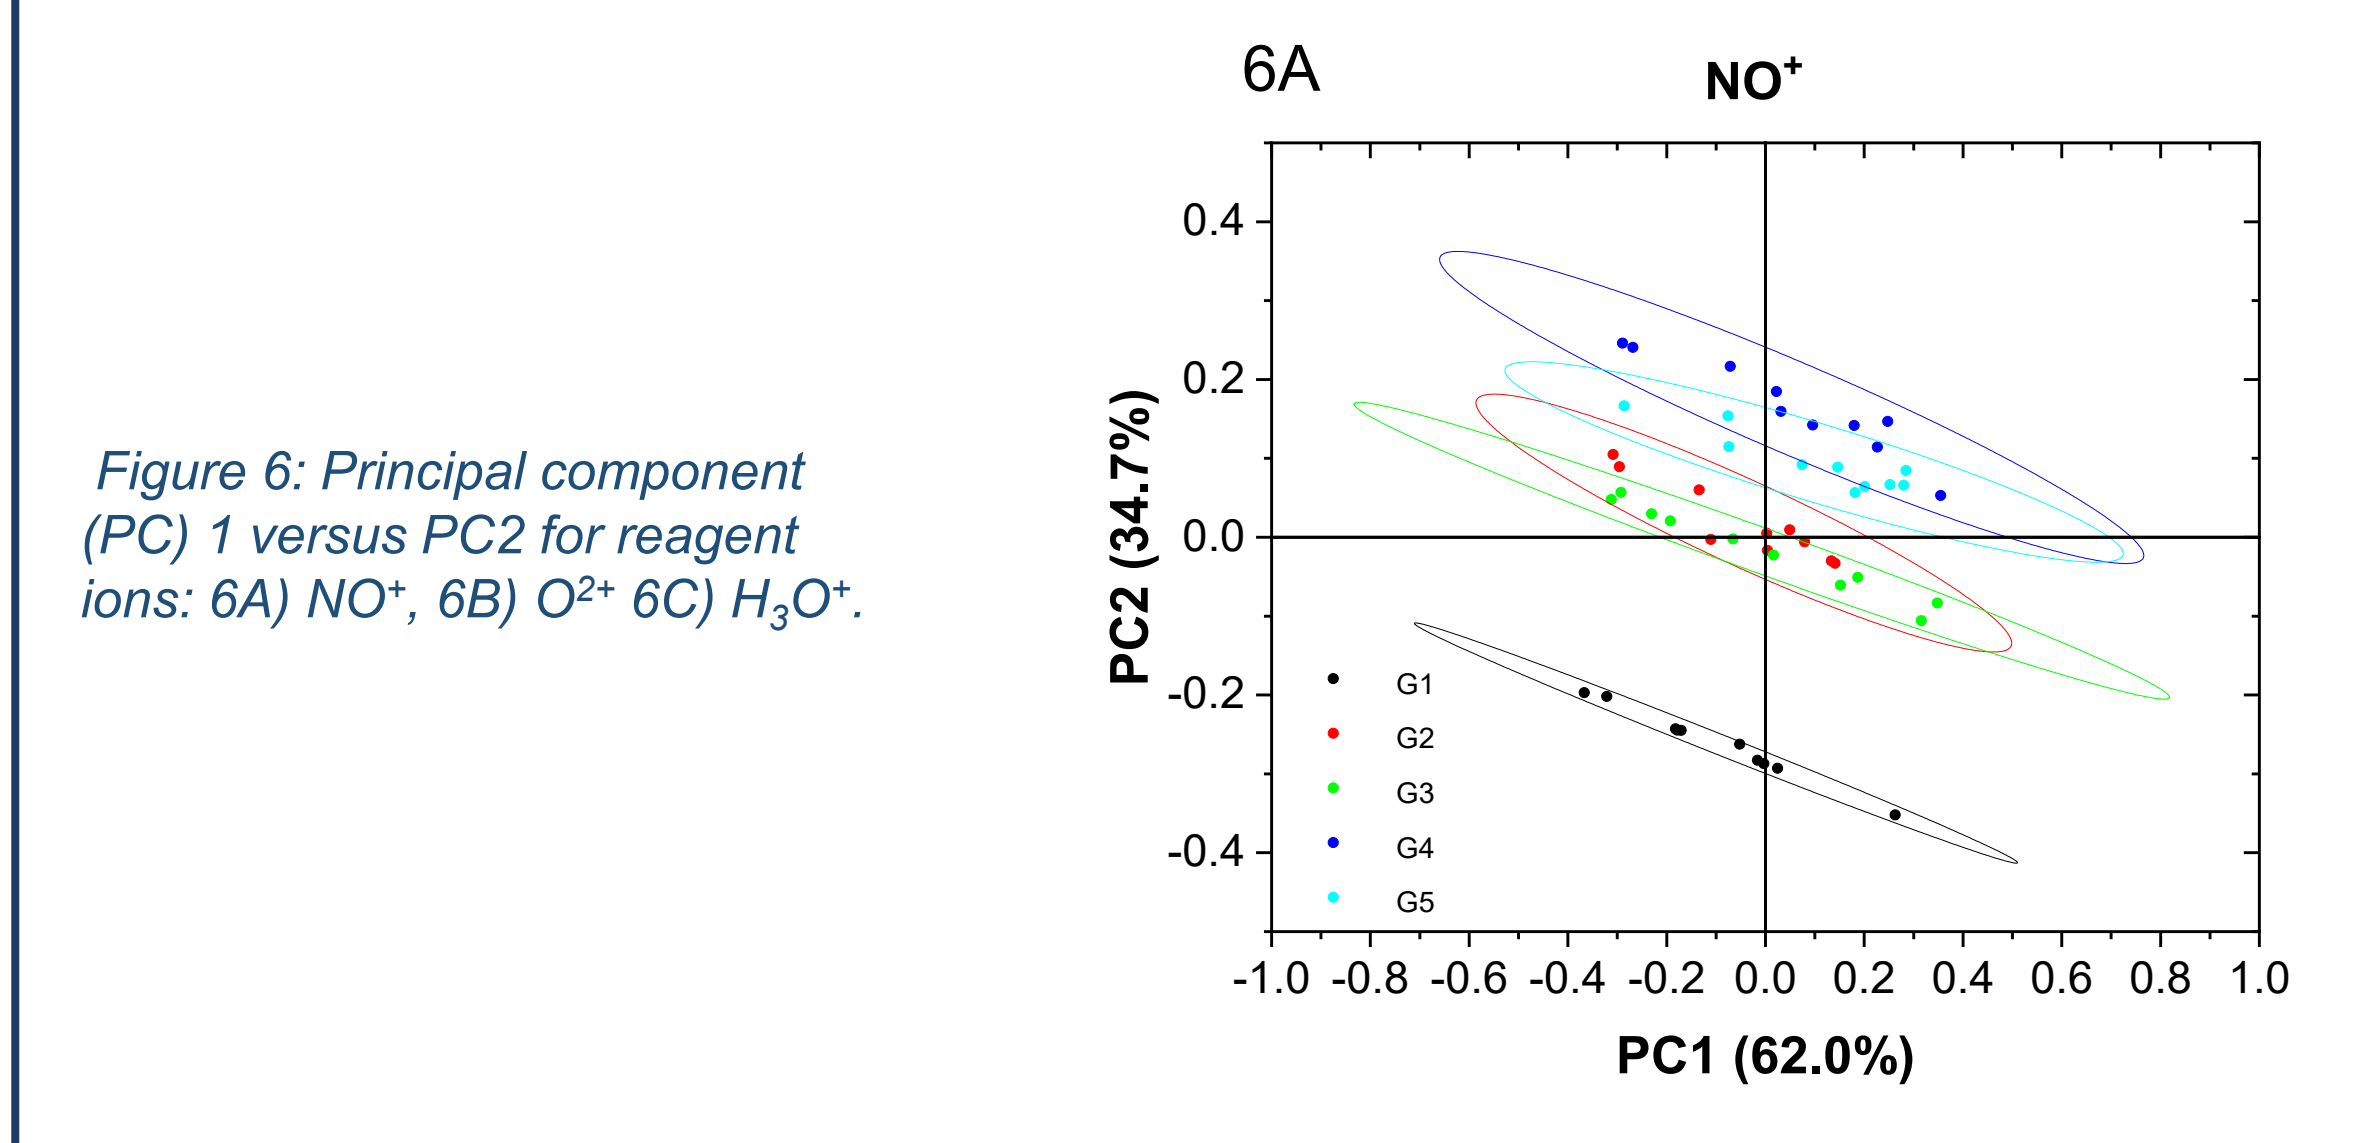 Figure 6: Principal component
(PC) 1 versus PC2 for reagent
ions: 6A) NO⁺, 6B) O²⁺ 6C) H₃O⁺.
6A
NO⁺
PC2 (34.7%)
0.4
0.2
0.0
-0.2
-0.4
G1
G2
G3
G4
G5
-1.0 -0.8 -0.6 -0.4 -0.2 0.0 0.2 0.4 0.6 0.8 1.0
PC1 (62.0%)